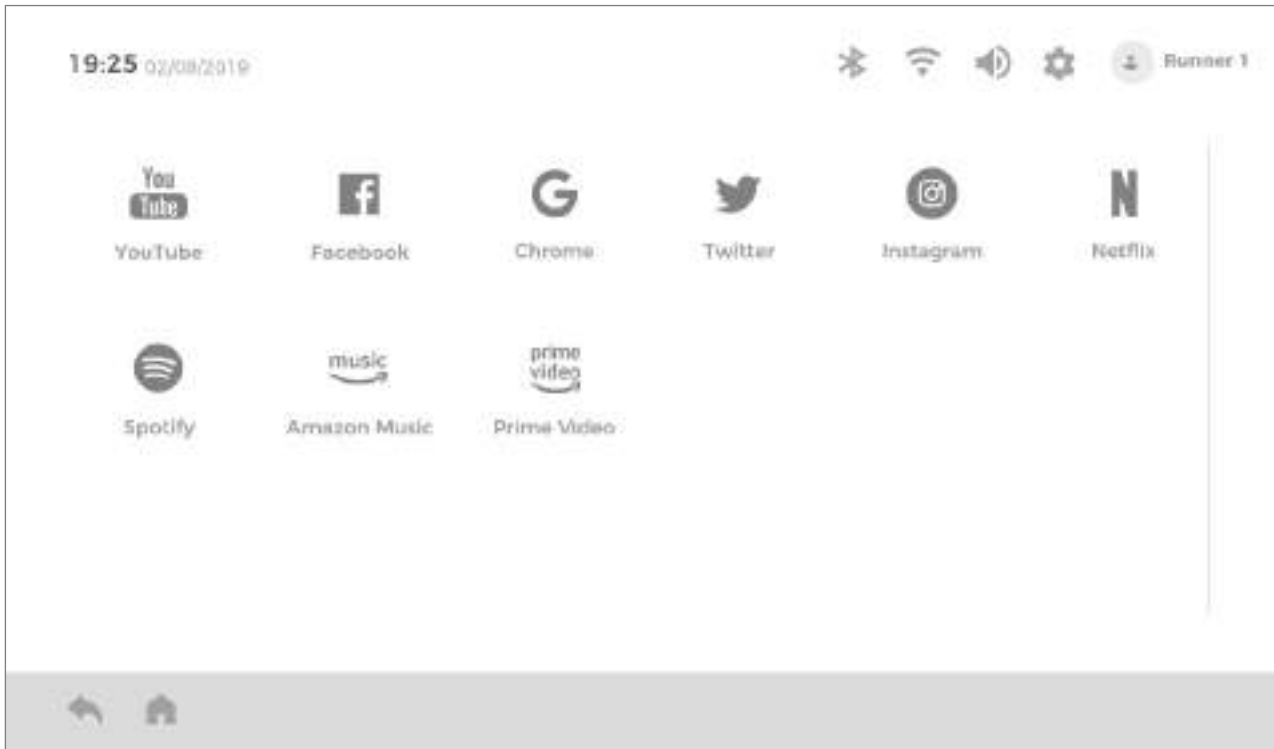 19:25 02/08/2019
Runner 1
You
Tube
YouTube
Facebook
Chrome
Twitter
Instagram
N
Netflix
Spotify
music
Amazon Music
prime
video
Prime Video